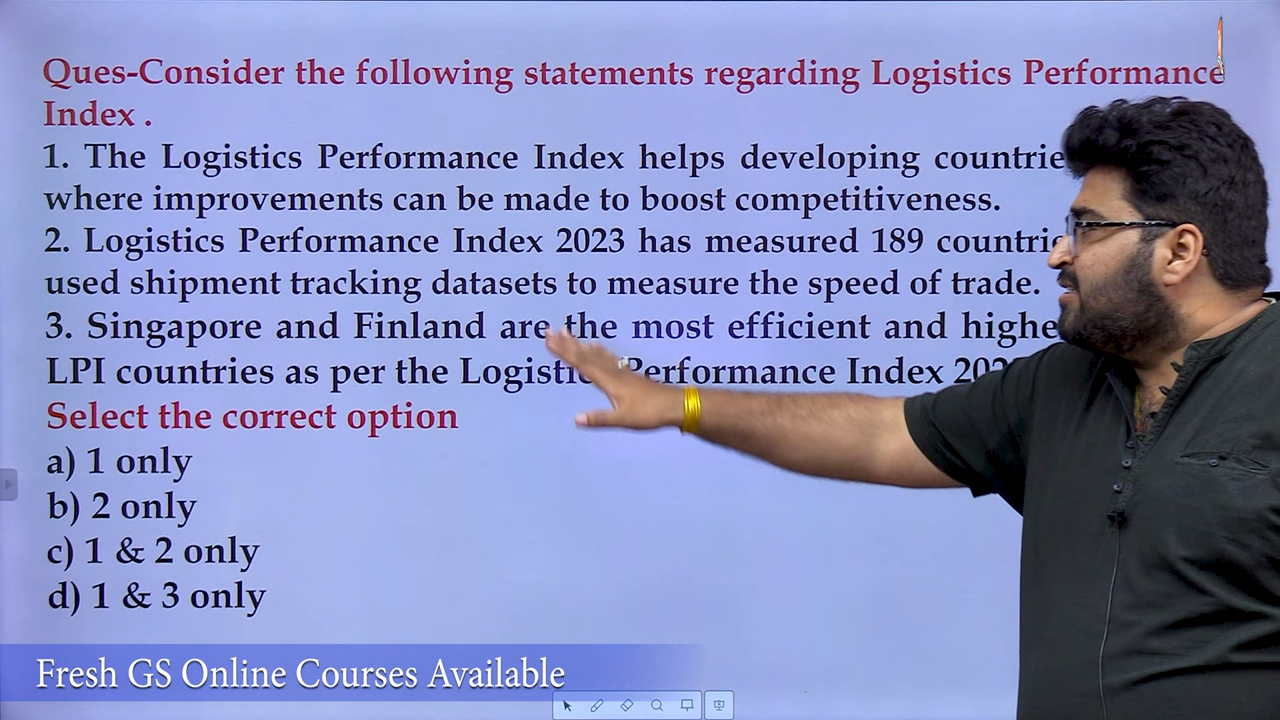 Ques-Consider the following statements regarding Logistics Performance
Index .
1. The Logistics Performance Index helps developing countrie
where improvements can be made to boost competitiveness.
2. Logistics Performance Index 2023 has measured 189 countri
used shipment tracking datasets to measure the speed of trade.
3. Singapore and Finland are the most efficient and highe
LPI countries as per the Logistic Performance Index 202
Select the correct option
a) 1 only
b) 2 only
c) 1 & 2 only
d) 1 & 3 only
Fresh GS Online Courses Available